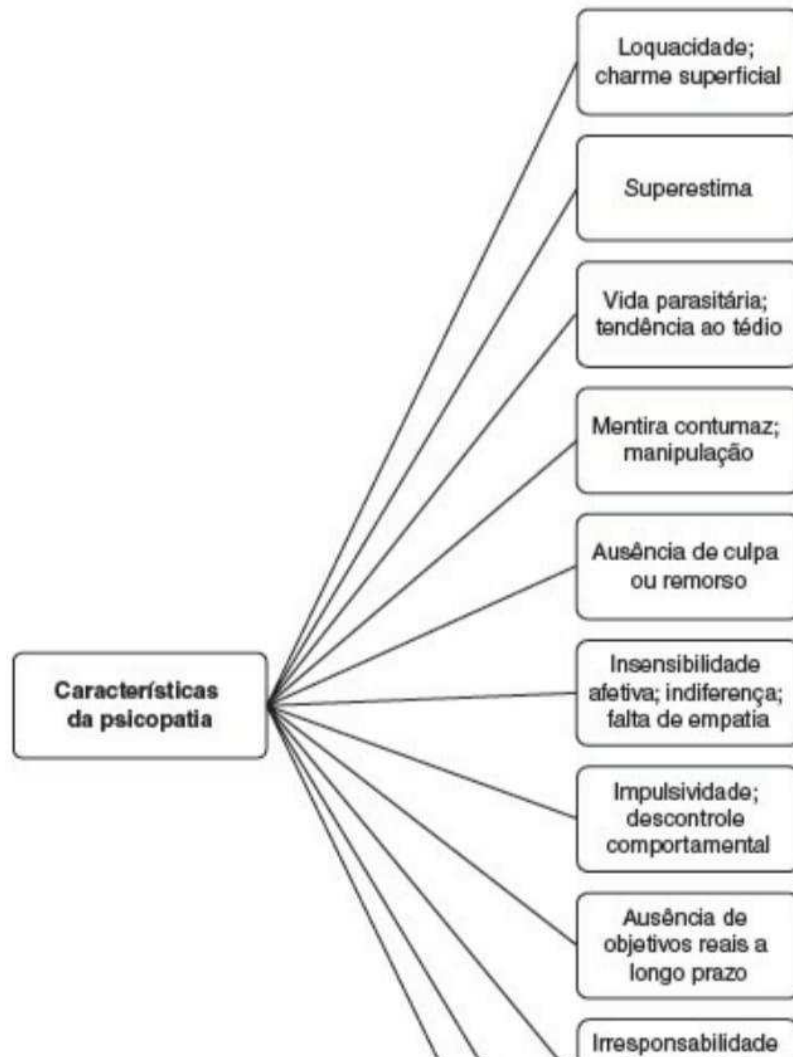 Loquacidade;
charme superficial
Superestima
Vida parasitária;
tendência ao tédio
Mentira contumaz;
manipulação
Ausência de culpa
ou remorso
Características
da psicopatia
Insensibilidade
afetiva; indiferença;
falta de empatia
Impulsividade;
descontrole
comportamental
Ausência de
objetivos reais a
longo prazo
Irresponsabilidade